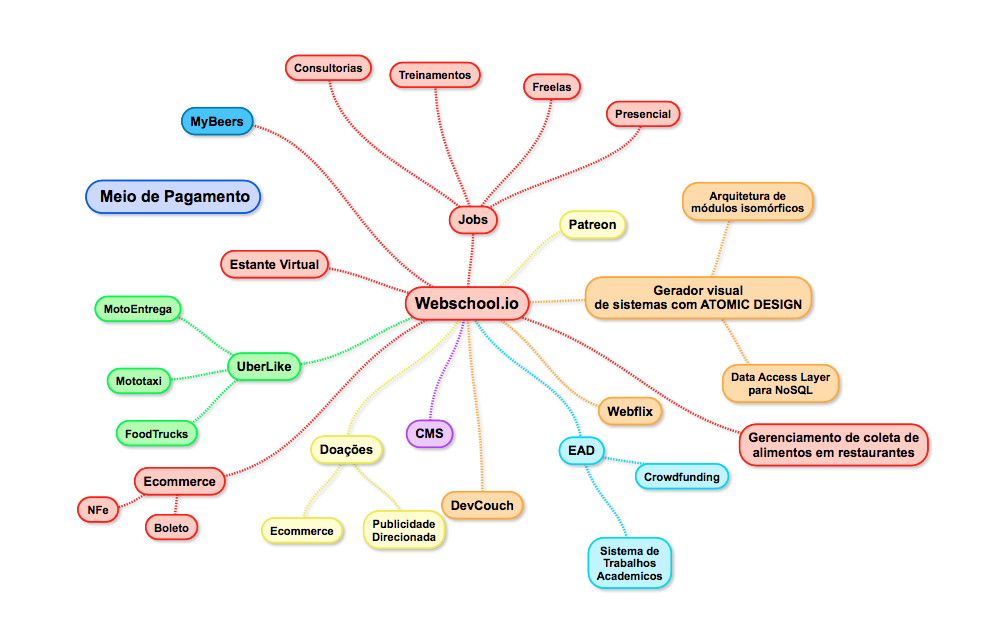 Consultorias
Treinamentos
Freelas
Presencial
MyBeers
Meio de Pagamento
Jobs
Patreon
Arquitetura de
módulos isomórficos
Estante Virtual
Webschool.io
Gerador visual
de sistemas com ATOMIC DESIGN
MotoEntrega
UberLike
Mototaxi
FoodTrucks
Data Access Layer
para NoSQL
Webflix
CMS
Doações
EAD
Gerenciamento de coleta de
alimentos em restaurantes
Ecommerce
Crowdfunding
NFe
Boleto
DevCouch
Ecommerce
Publicidade
Direcionada
Sistema de
Trabalhos
Academicos